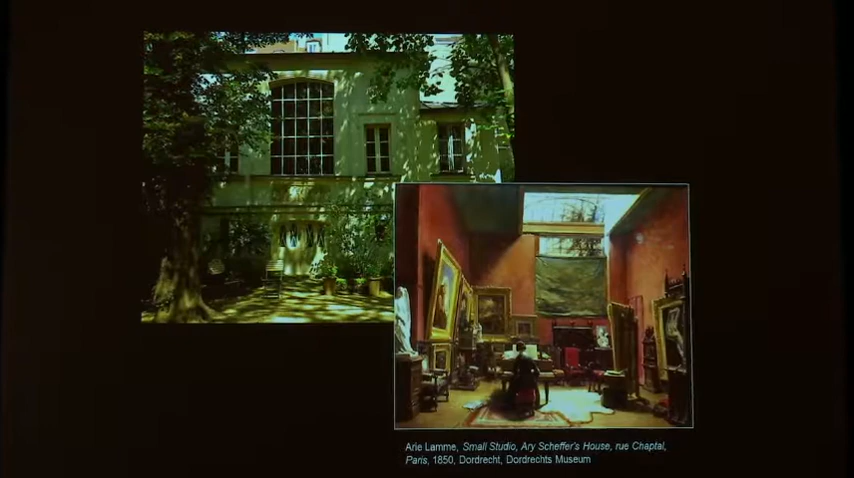 Arie Lamme, Small Studio, Ary Scheffer's House, rue Chaptal,
Paris, 1850, Dordrecht, Dordrechts Museum